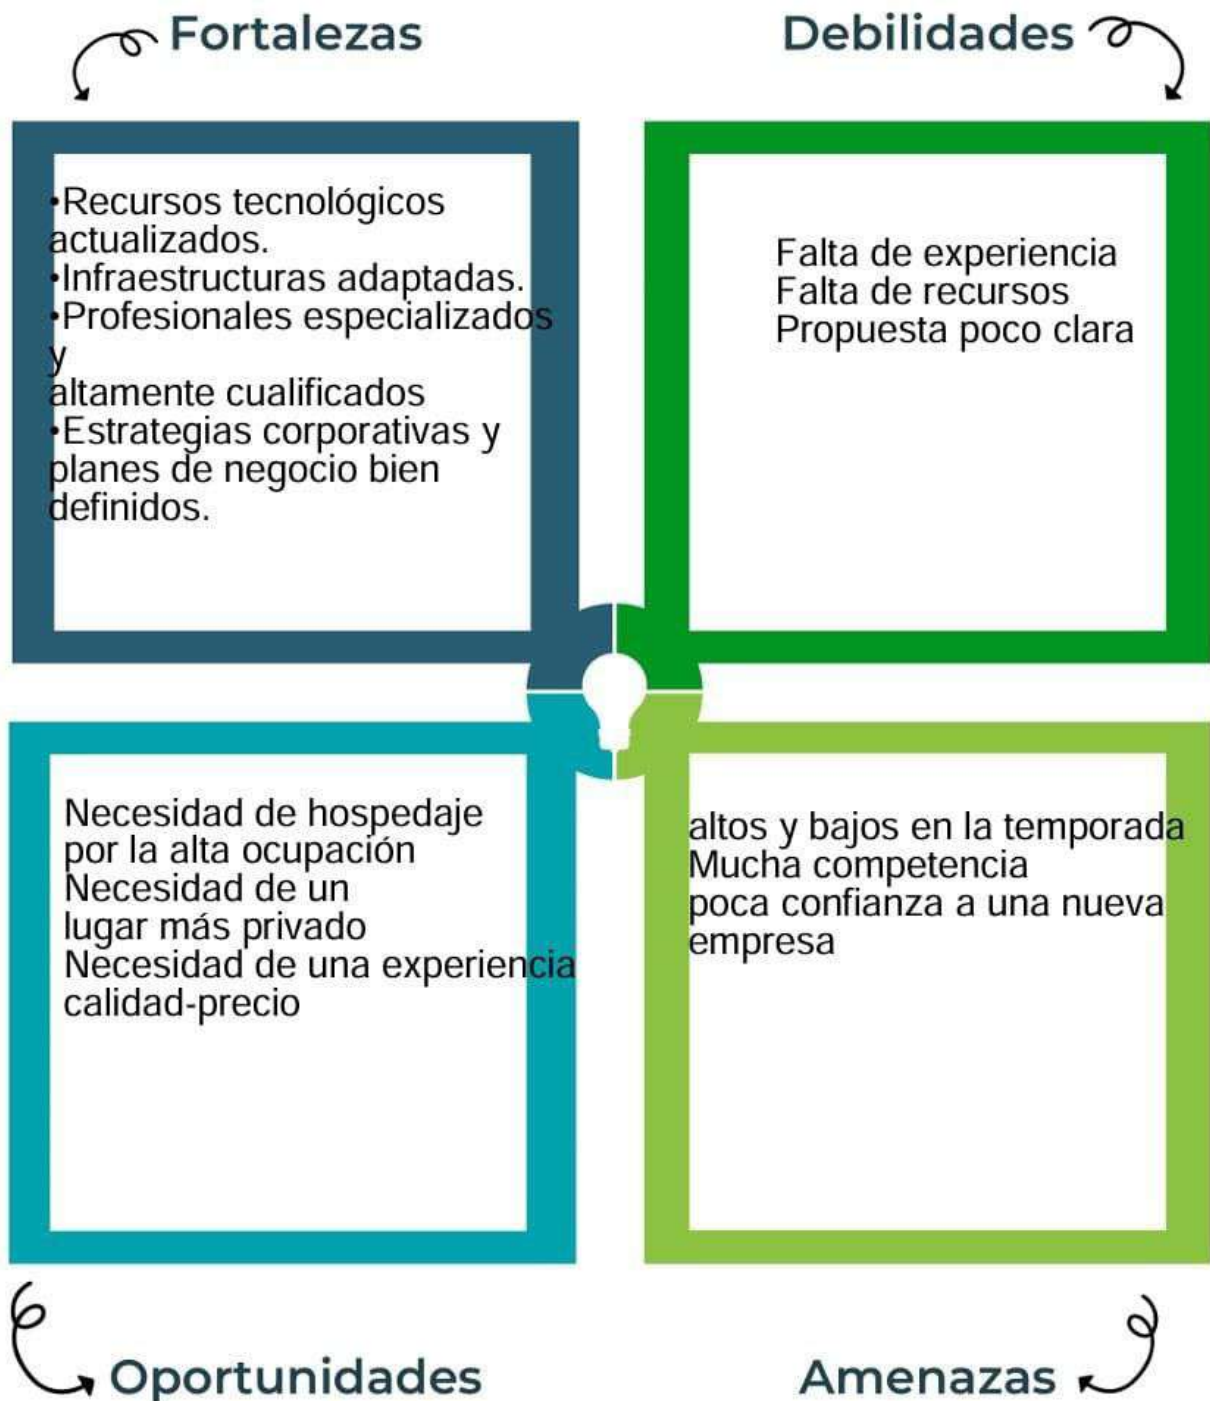 Fortalezas
•Recursos tecnológicos
actualizados.
•Infraestructuras adaptadas.
•Profesionales especializados
y
altamente cualificados
•Estrategias corporativas y
planes de negocio bien
definidos.
Debilidades
Falta de experiencia
Falta de recursos
Propuesta poco clara
Necesidad de hospedaje
por la alta ocupación
Necesidad de un
lugar más privado
Necesidad de una experiencia
calidad-precio
Oportunidades
altos y bajos en la temporada
Mucha competencia
poca confianza a una nueva
empresa
Amenazas